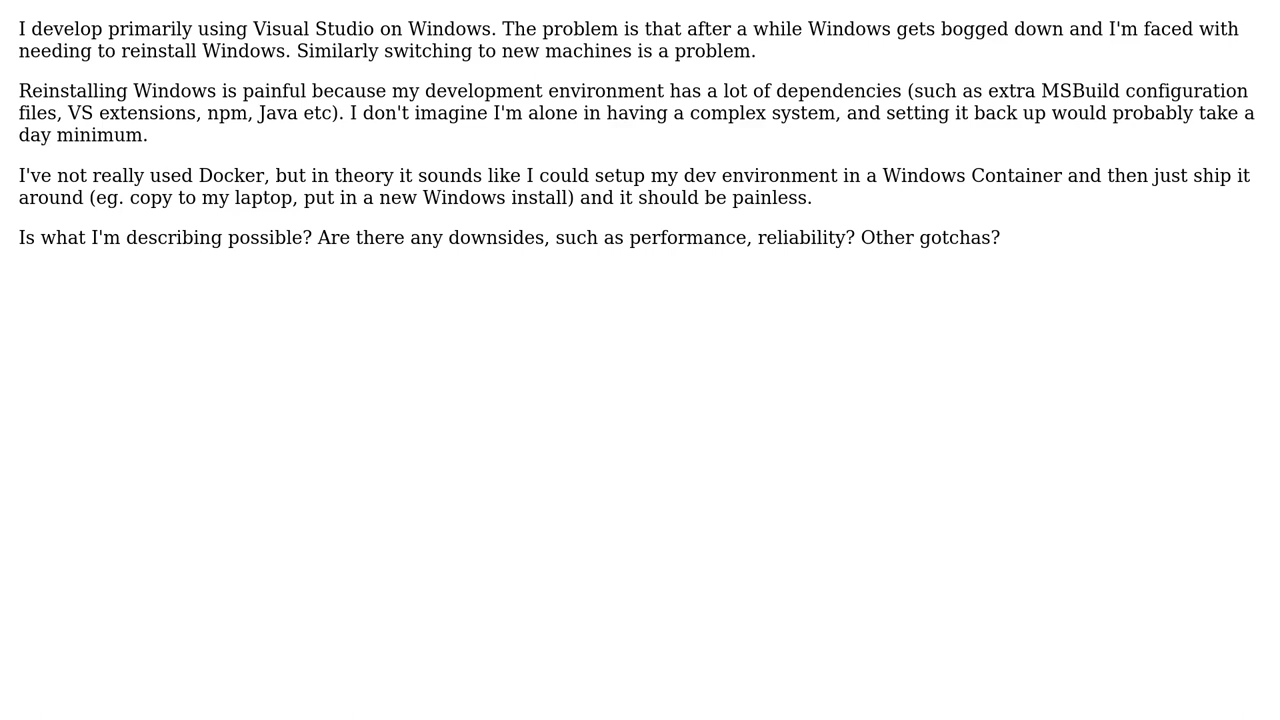 I develop primarily using Visual Studio on Windows. The problem is that after a while Windows gets bogged down and I'm faced with
needing to reinstall Windows. Similarly switching to new machines is a problem.
Reinstalling Windows is painful because my development environment has a lot of dependencies (such as extra MSBuild configuration
files, VS extensions, npm, Java etc). I don't imagine I'm alone in having a complex system, and setting it back up would probably take a
day minimum.
I've not really used Docker, but in theory it sounds like I could setup my dev environment in a Windows Container and then just ship it
around (eg. copy to my laptop, put in a new Windows install) and it should be painless.
Is what I'm describing possible? Are there any downsides, such as performance, reliability? Other gotchas?